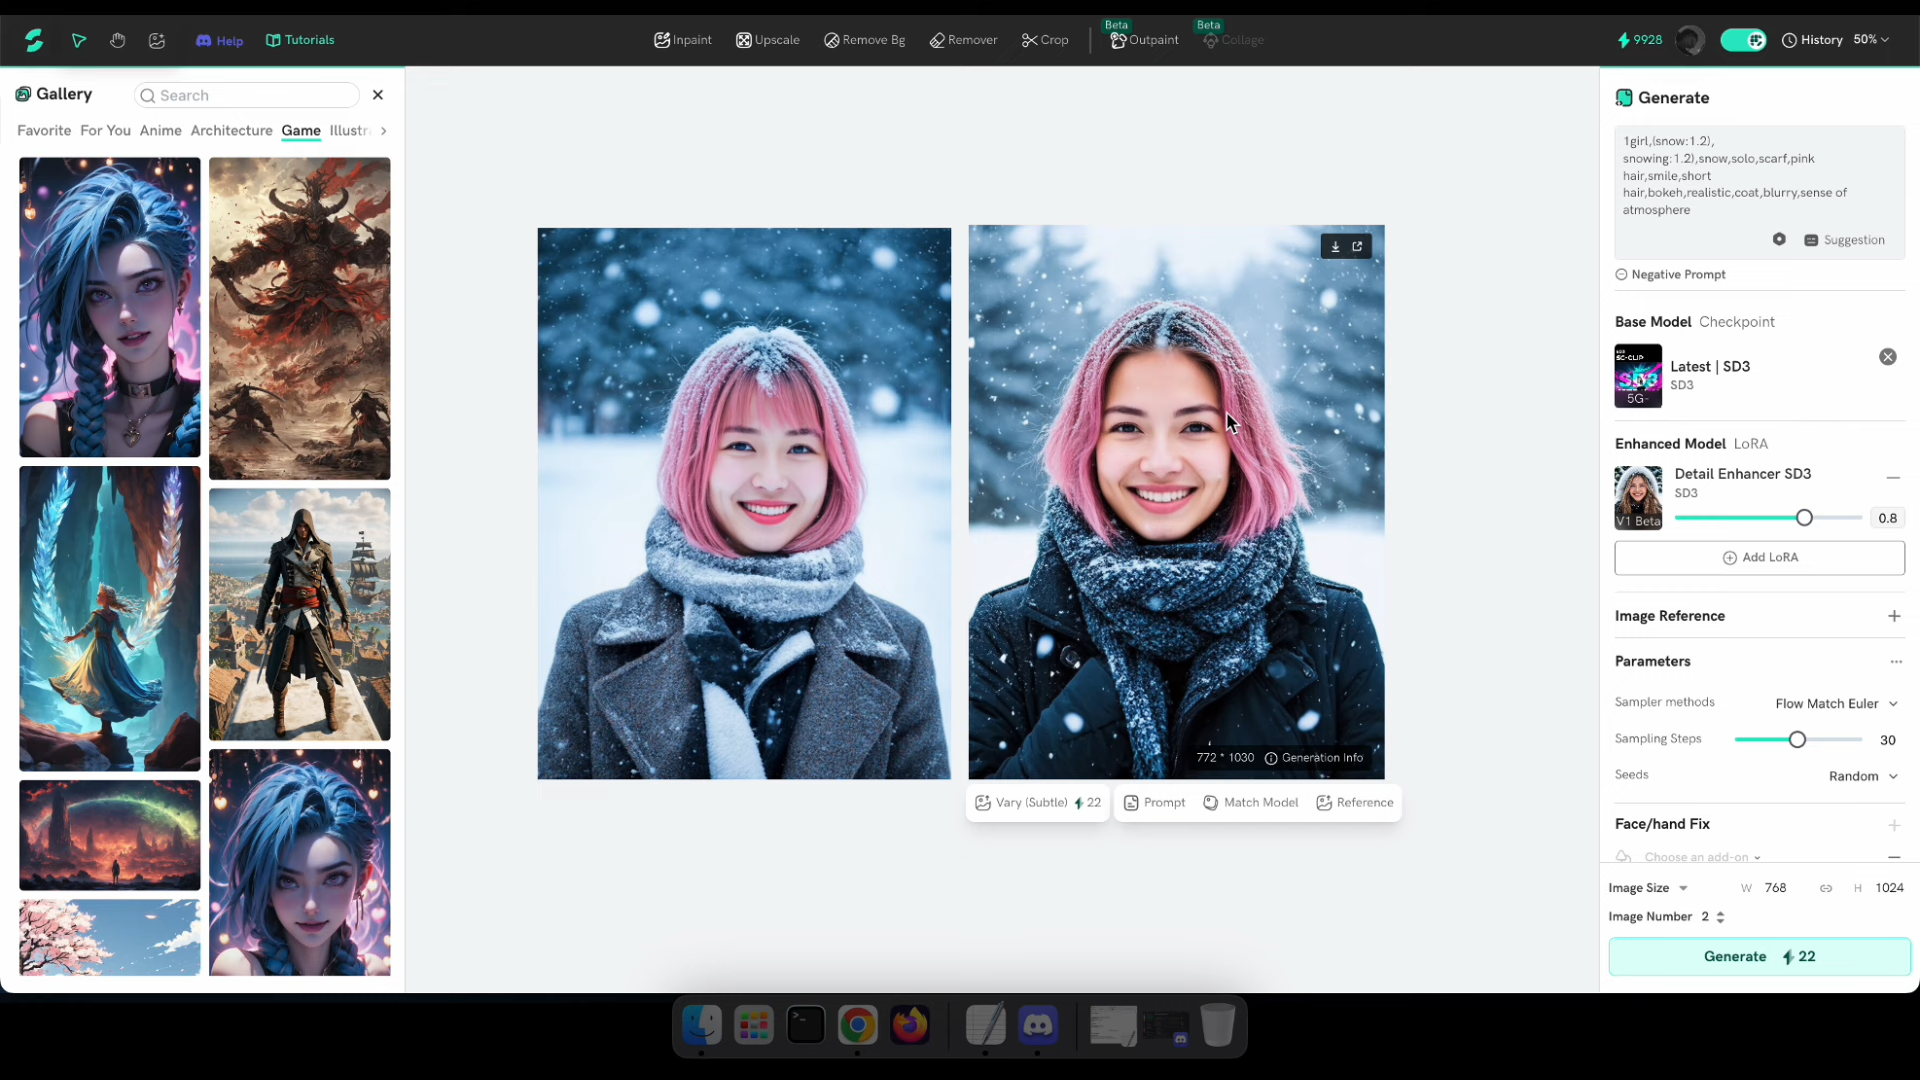 Help
Tutorials
Inpaint
Upscale
Remove Bg
Remover
Crop
Beta
Outpaint
Beta
Collage
9928
History
50%
Gallery
Search
Favorite For You Anime Architecture Game Illustr
772 * 1030 Generation Info
Vary (Subtle) 22
Prompt
Match Model
Reference
Generate
1girl,(snow:1.2),
snowing:1.2),snow,solo,scarf,pink
hair,smile,short
hair,bokeh,realistic,coat,blurry,sense of
atmosphere
Suggestion
Negative Prompt
Base Model Checkpoint
SC-CLIP
SD3
5G-
Latest | SD3
SD3
Enhanced Model LoRA
Detail Enhancer SD3
SD3
V1 Beta
0.8
Add LoRA
Image Reference
Parameters
Sampler methods Flow Match Euler
Sampling Steps 30
Seeds Random
Face/hand Fix
Choose an add-on
Image Size W 768 H 1024
Image Number 2
Generate 22